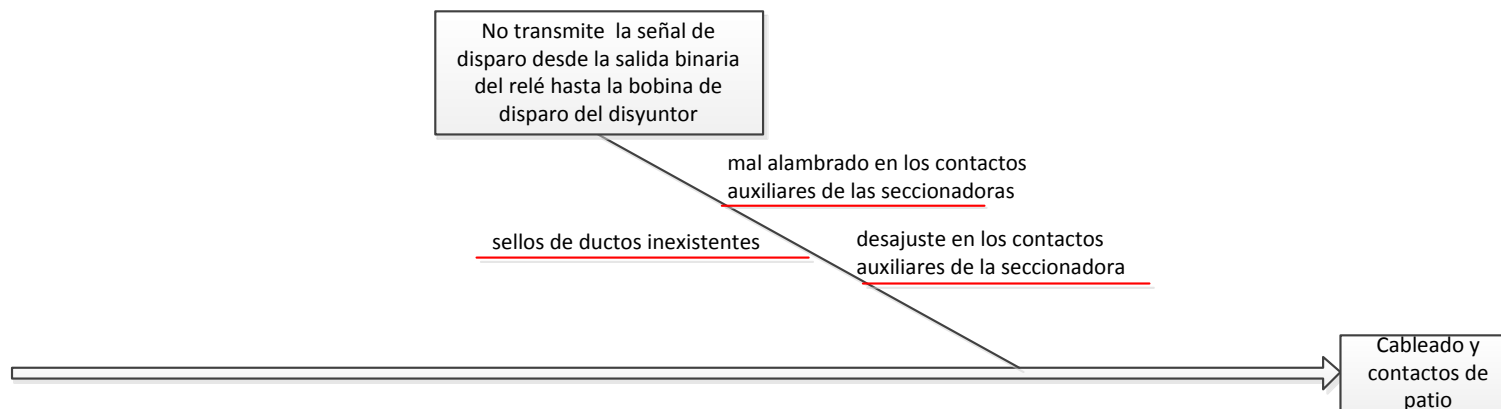 No transmite la señal de
disparo desde la salida binaria
del relé hasta la bobina de
disparo del disyuntor
mal alambrado en los contactos
auxiliares de las seccionadoras
sellos de ductos inexistentes
desajuste en los contactos
auxiliares de la seccionadora
Cableado y
contactos de
patio